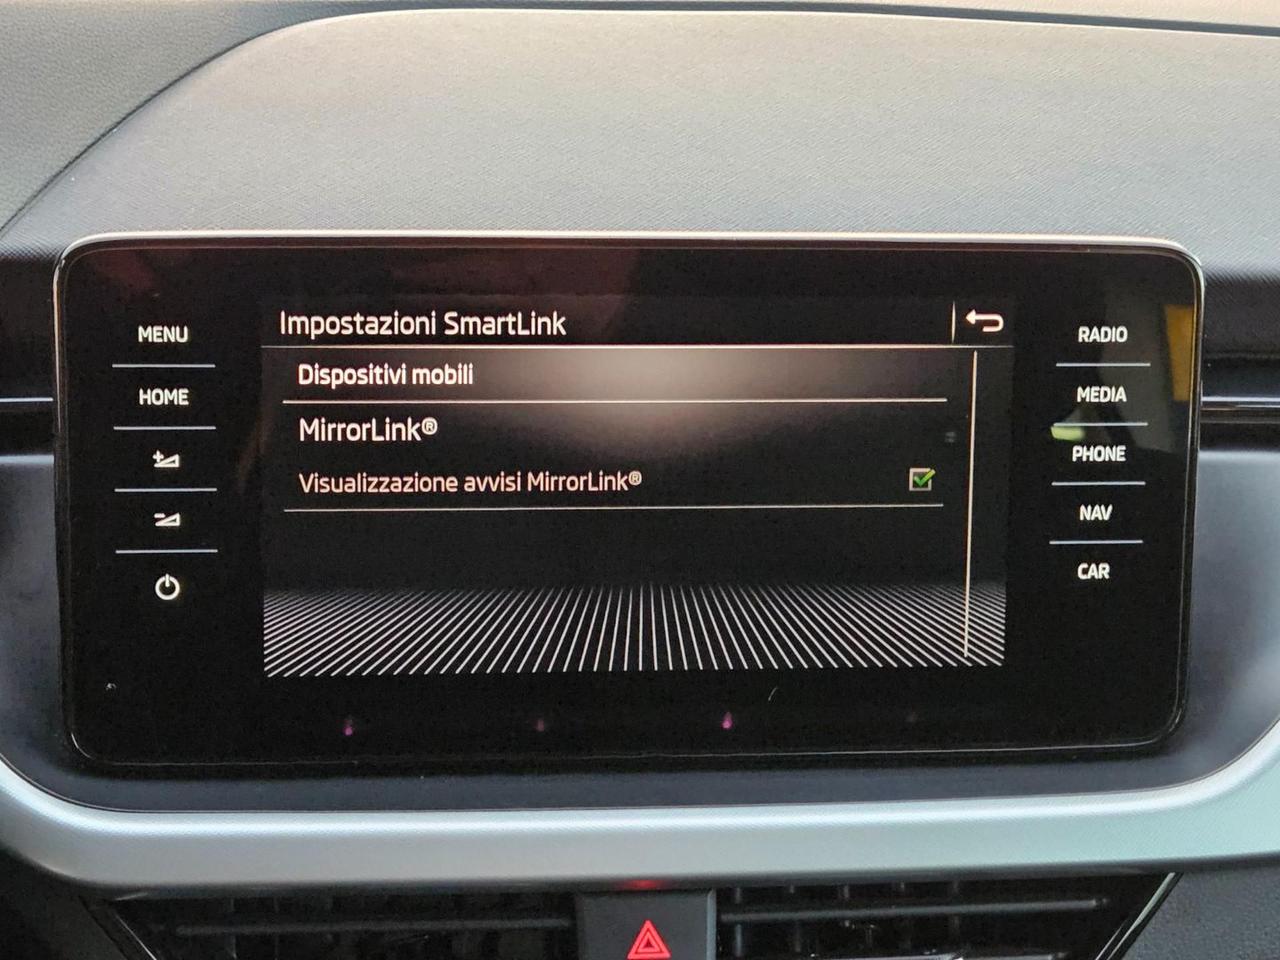 Impostazioni SmartLink
Dispositivi mobili
MirrorLink®
Visualizzazione avvisi MirrorLink®
MENU
HOME
RADIO
MEDIA
PHONE
NAV
CAR